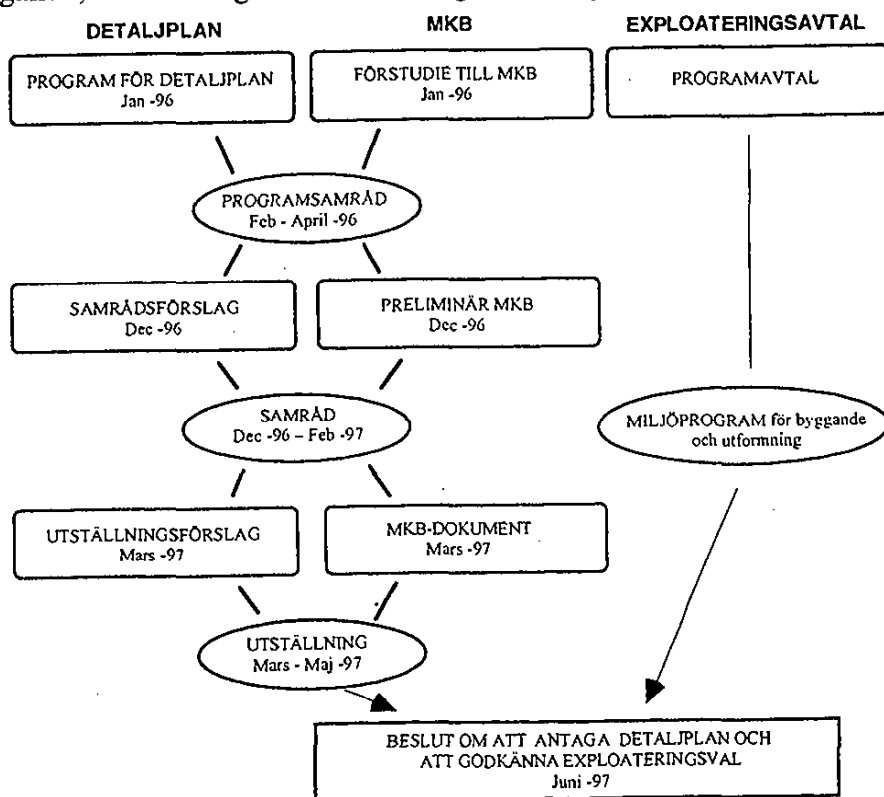 DETALJPLAN
MKB
EXPLOATERINGSAVTAL
PROGRAM FÖR DETALJPLAN
Jan -96
FÖRSTUDIE TILL MKB
Jan -96
PROGRAMAVTAL
PROGRAMSAMRÅD
Feb - April -96
SAMRÅDSFÖRSLAG
Dec -96
PRELIMINÄR MKB
Dec -96
SAMRÅD
Dec -96 – Feb -97
MILJÖPROGRAM för byggande
och utformning
UTSTÄLLNINGSFÖRSLAG
Mars -97
MKB-DOKUMENT
Mars -97
UTSTÄLLNING
Mars - Maj -97
BESLUT OM ATT ANTAGA DETALJPLAN OCH
ATT GODKÄNNA EXPLOATERINGSVAL
Juni -97